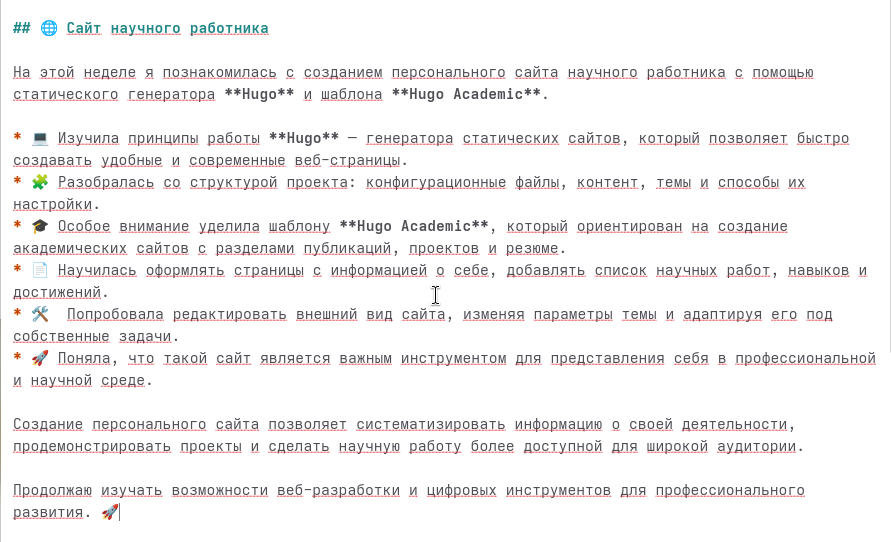 ## 🌐 Сайт научного работника
На этой неделе я познакомилась с созданием персонального сайта научного работника с помощью
статического генератора **Hugo** и шаблона **Hugo Academic**.
* 💻 Изучила принципы работы **Hugo** — генератора статических сайтов, который позволяет быстро
создавать удобные и современные веб-страницы.
* 🧩 Разобралась со структурой проекта: конфигурационные файлы, контент, темы и способы их
настройки.
* 🎓 Особое внимание уделила шаблону **Hugo Academic**, который ориентирован на создание
академических сайтов с разделами публикаций, проектов и резюме.
* 📄 Научилась оформлять страницы с информацией о себе, добавлять список научных работ, навыков и
достижений.
* 🛠️ Попробовала редактировать внешний вид сайта, изменяя параметры темы и адаптируя его под
собственные задачи.
* 🚀 Поняла, что такой сайт является важным инструментом для представления себя в профессиональной
и научной среде.
Создание персонального сайта позволяет систематизировать информацию о своей деятельности,
продемонстрировать проекты и сделать научную работу более доступной для широкой аудитории.
Продолжаю изучать возможности веб-разработки и цифровых инструментов для профессионального
развития. 🚀